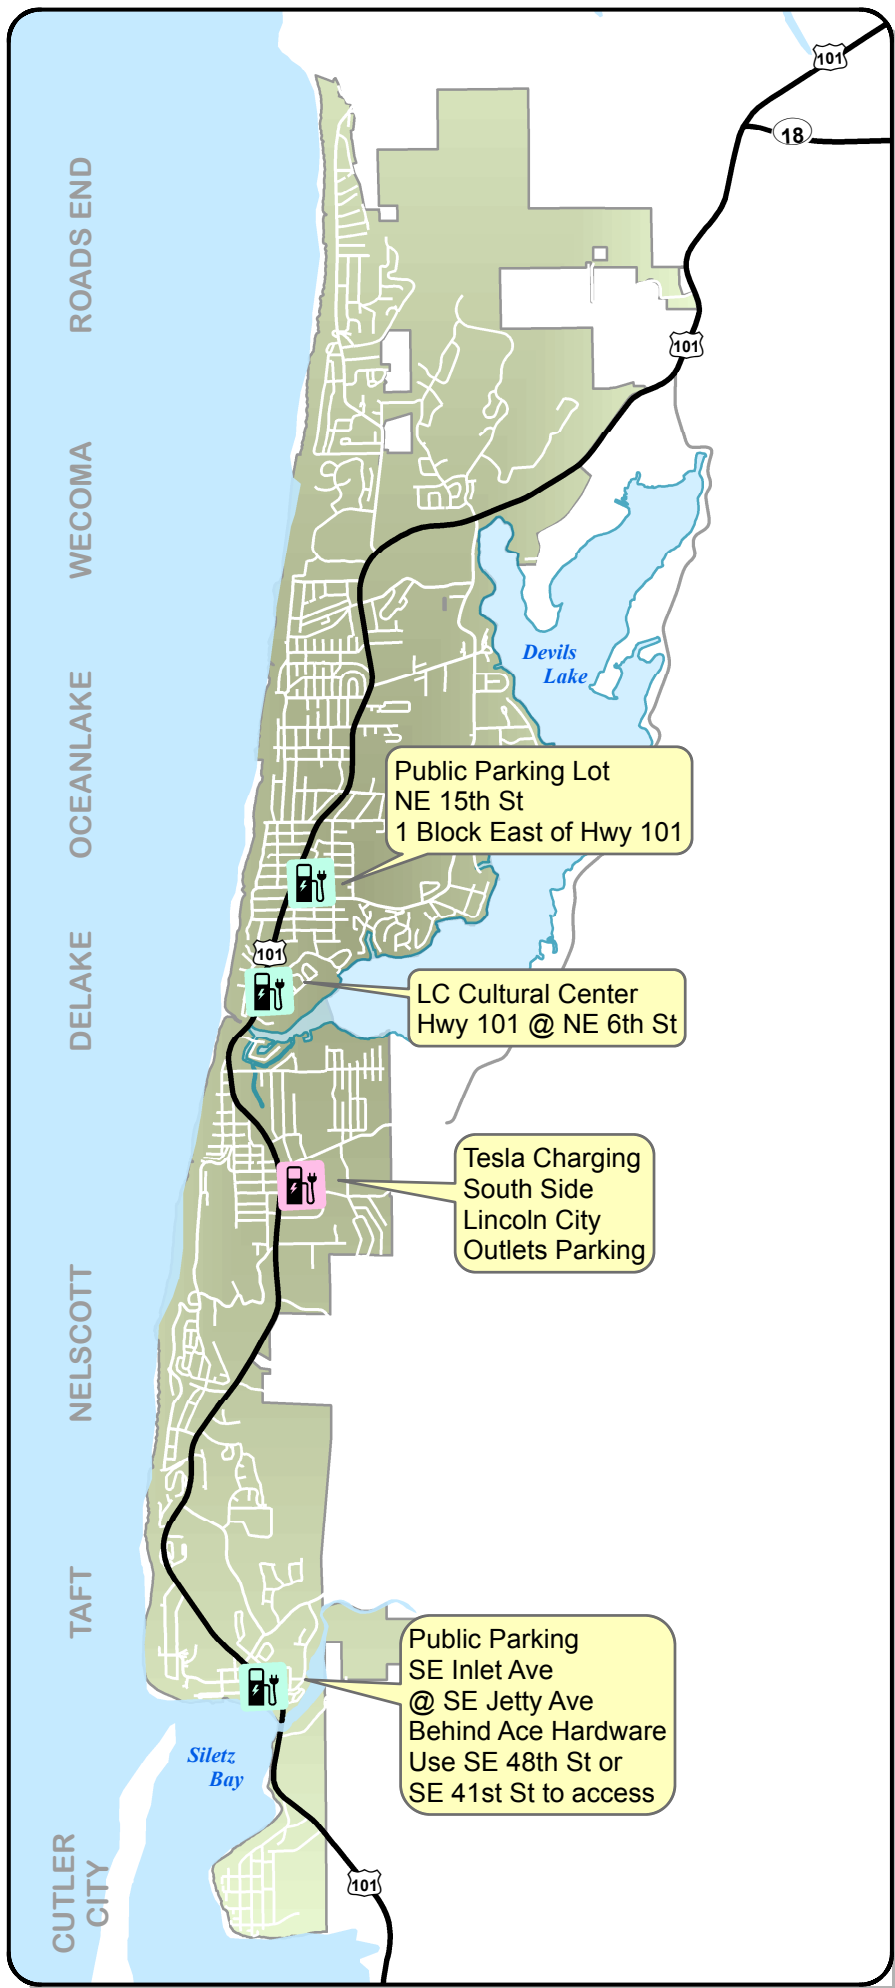 101
18
ROADS END
101
WECOMA
Devils
Lake
OCEANLAKE
Public Parking Lot
NE 15th St
1 Block East of Hwy 101
DELAKE
101
LC Cultural Center
Hwy 101 @ NE 6th St
Tesla Charging
South Side
Lincoln City
Outlets Parking
NELSCOTT
TAFT
Public Parking
SE Inlet Ave
@ SE Jetty Ave
Behind Ace Hardware
Use SE 48th St or
SE 41st St to access
Siletz
Bay
CUTLER
CITY
101